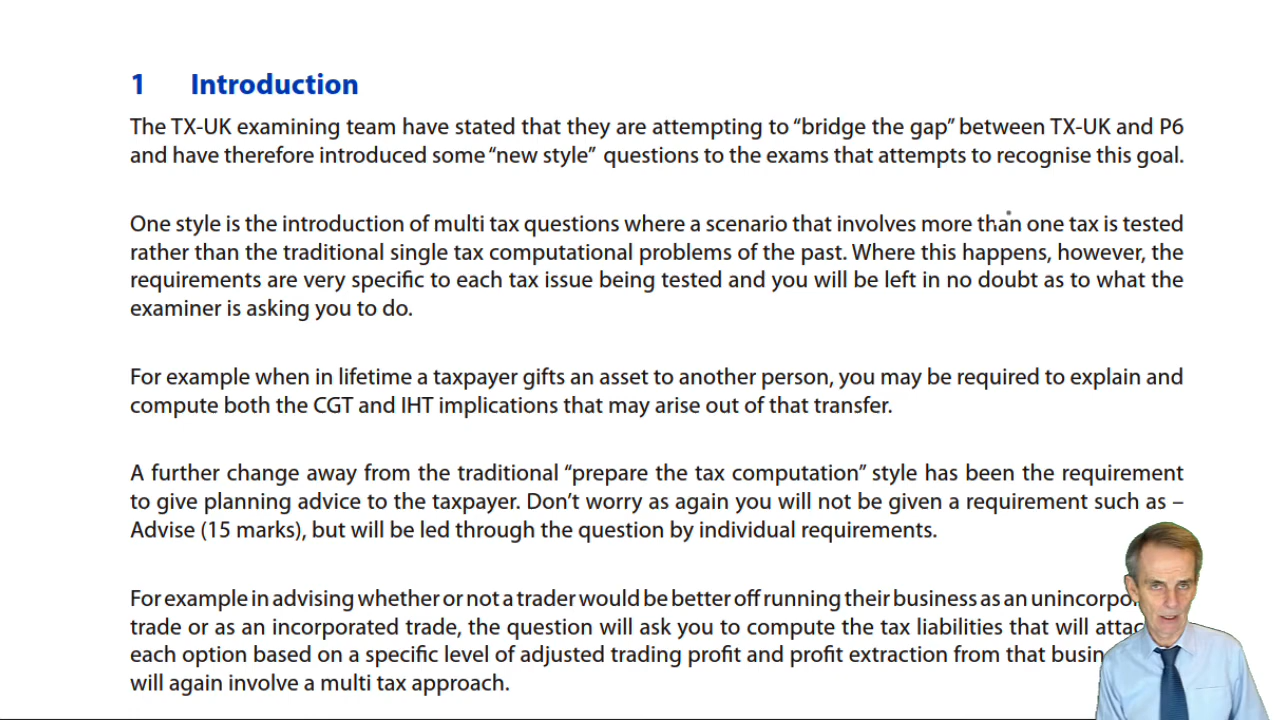 1 Introduction
The TX-UK examining team have stated that they are attempting to “bridge the gap” between TX-UK and P6
and have therefore introduced some “new style” questions to the exams that attempts to recognise this goal.
One style is the introduction of multi tax questions where a scenario that involves more than one tax is tested
rather than the traditional single tax computational problems of the past. Where this happens, however, the
requirements are very specific to each tax issue being tested and you will be left in no doubt as to what the
examiner is asking you to do.
For example when in lifetime a taxpayer gifts an asset to another person, you may be required to explain and
compute both the CGT and IHT implications that may arise out of that transfer.
A further change away from the traditional “prepare the tax computation” style has been the requirement
to give planning advice to the taxpayer. Don’t worry as again you will not be given a requirement such as –
Advise (15 marks), but will be led through the question by individual requirements.
For example in advising whether or not a trader would be better off running their business as an
trade or as an incorporated trade, the question will ask you to compute the tax liabilities that will
each option based on a specific level of adjusted trading profit and profit extraction from that
will again involve a multi tax approach.